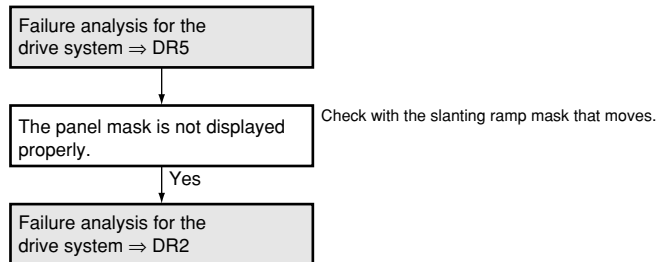 Failure analysis for the
drive system ⇒ DR5
The panel mask is not displayed
properly.
Check with the slanting ramp mask that moves.
Yes
Failure analysis for the
drive system ⇒ DR2